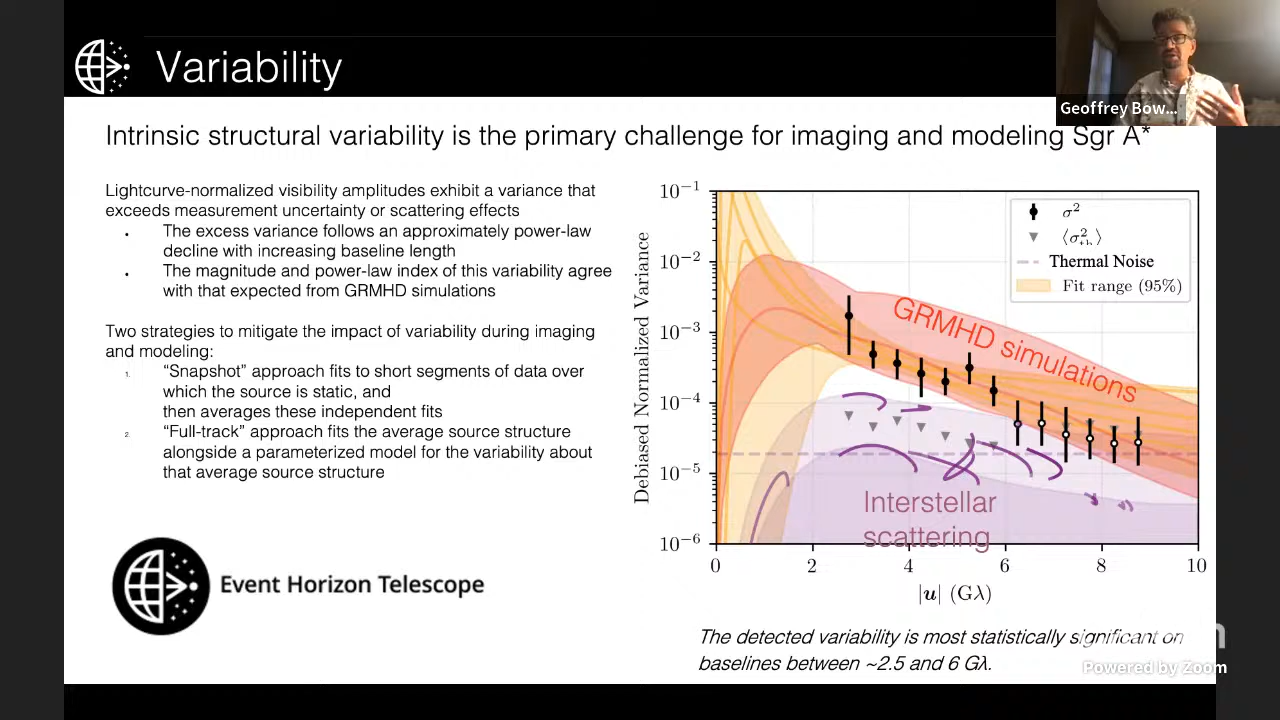 Variability
Geoffrey Bow...
Intrinsic structural variability is the primary challenge for imaging and modeling Sgr A*
Lightcurve-normalized visibility amplitudes exhibit a variance that
exceeds measurement uncertainty or scattering effects
• The excess variance follows an approximately power-law
decline with increasing baseline length
• The magnitude and power-law index of this variability agree
with that expected from GRMHD simulations
Two strategies to mitigate the impact of variability during imaging
and modeling:
1. “Snapshot” approach fits to short segments of data over
which the source is static, and
then averages these independent fits
2. “Full-track” approach fits the average source structure
alongside a parameterized model for the variability about
that average source structure
Event Horizon Telescope
Debiased Normalized Variance
10⁻¹
10⁻²
10⁻³
10⁻⁴
10⁻⁵
10⁻⁶
σ²
⟨σ²th⟩
Thermal Noise
Fit range (95%)
GRMHD simulations
Interstellar
scattering
0 2 4 6 8 10
|u| (Gλ)
The detected variability is most statistically significant on
baselines between ~2.5 and 6 Gλ.
Powered by Zoom